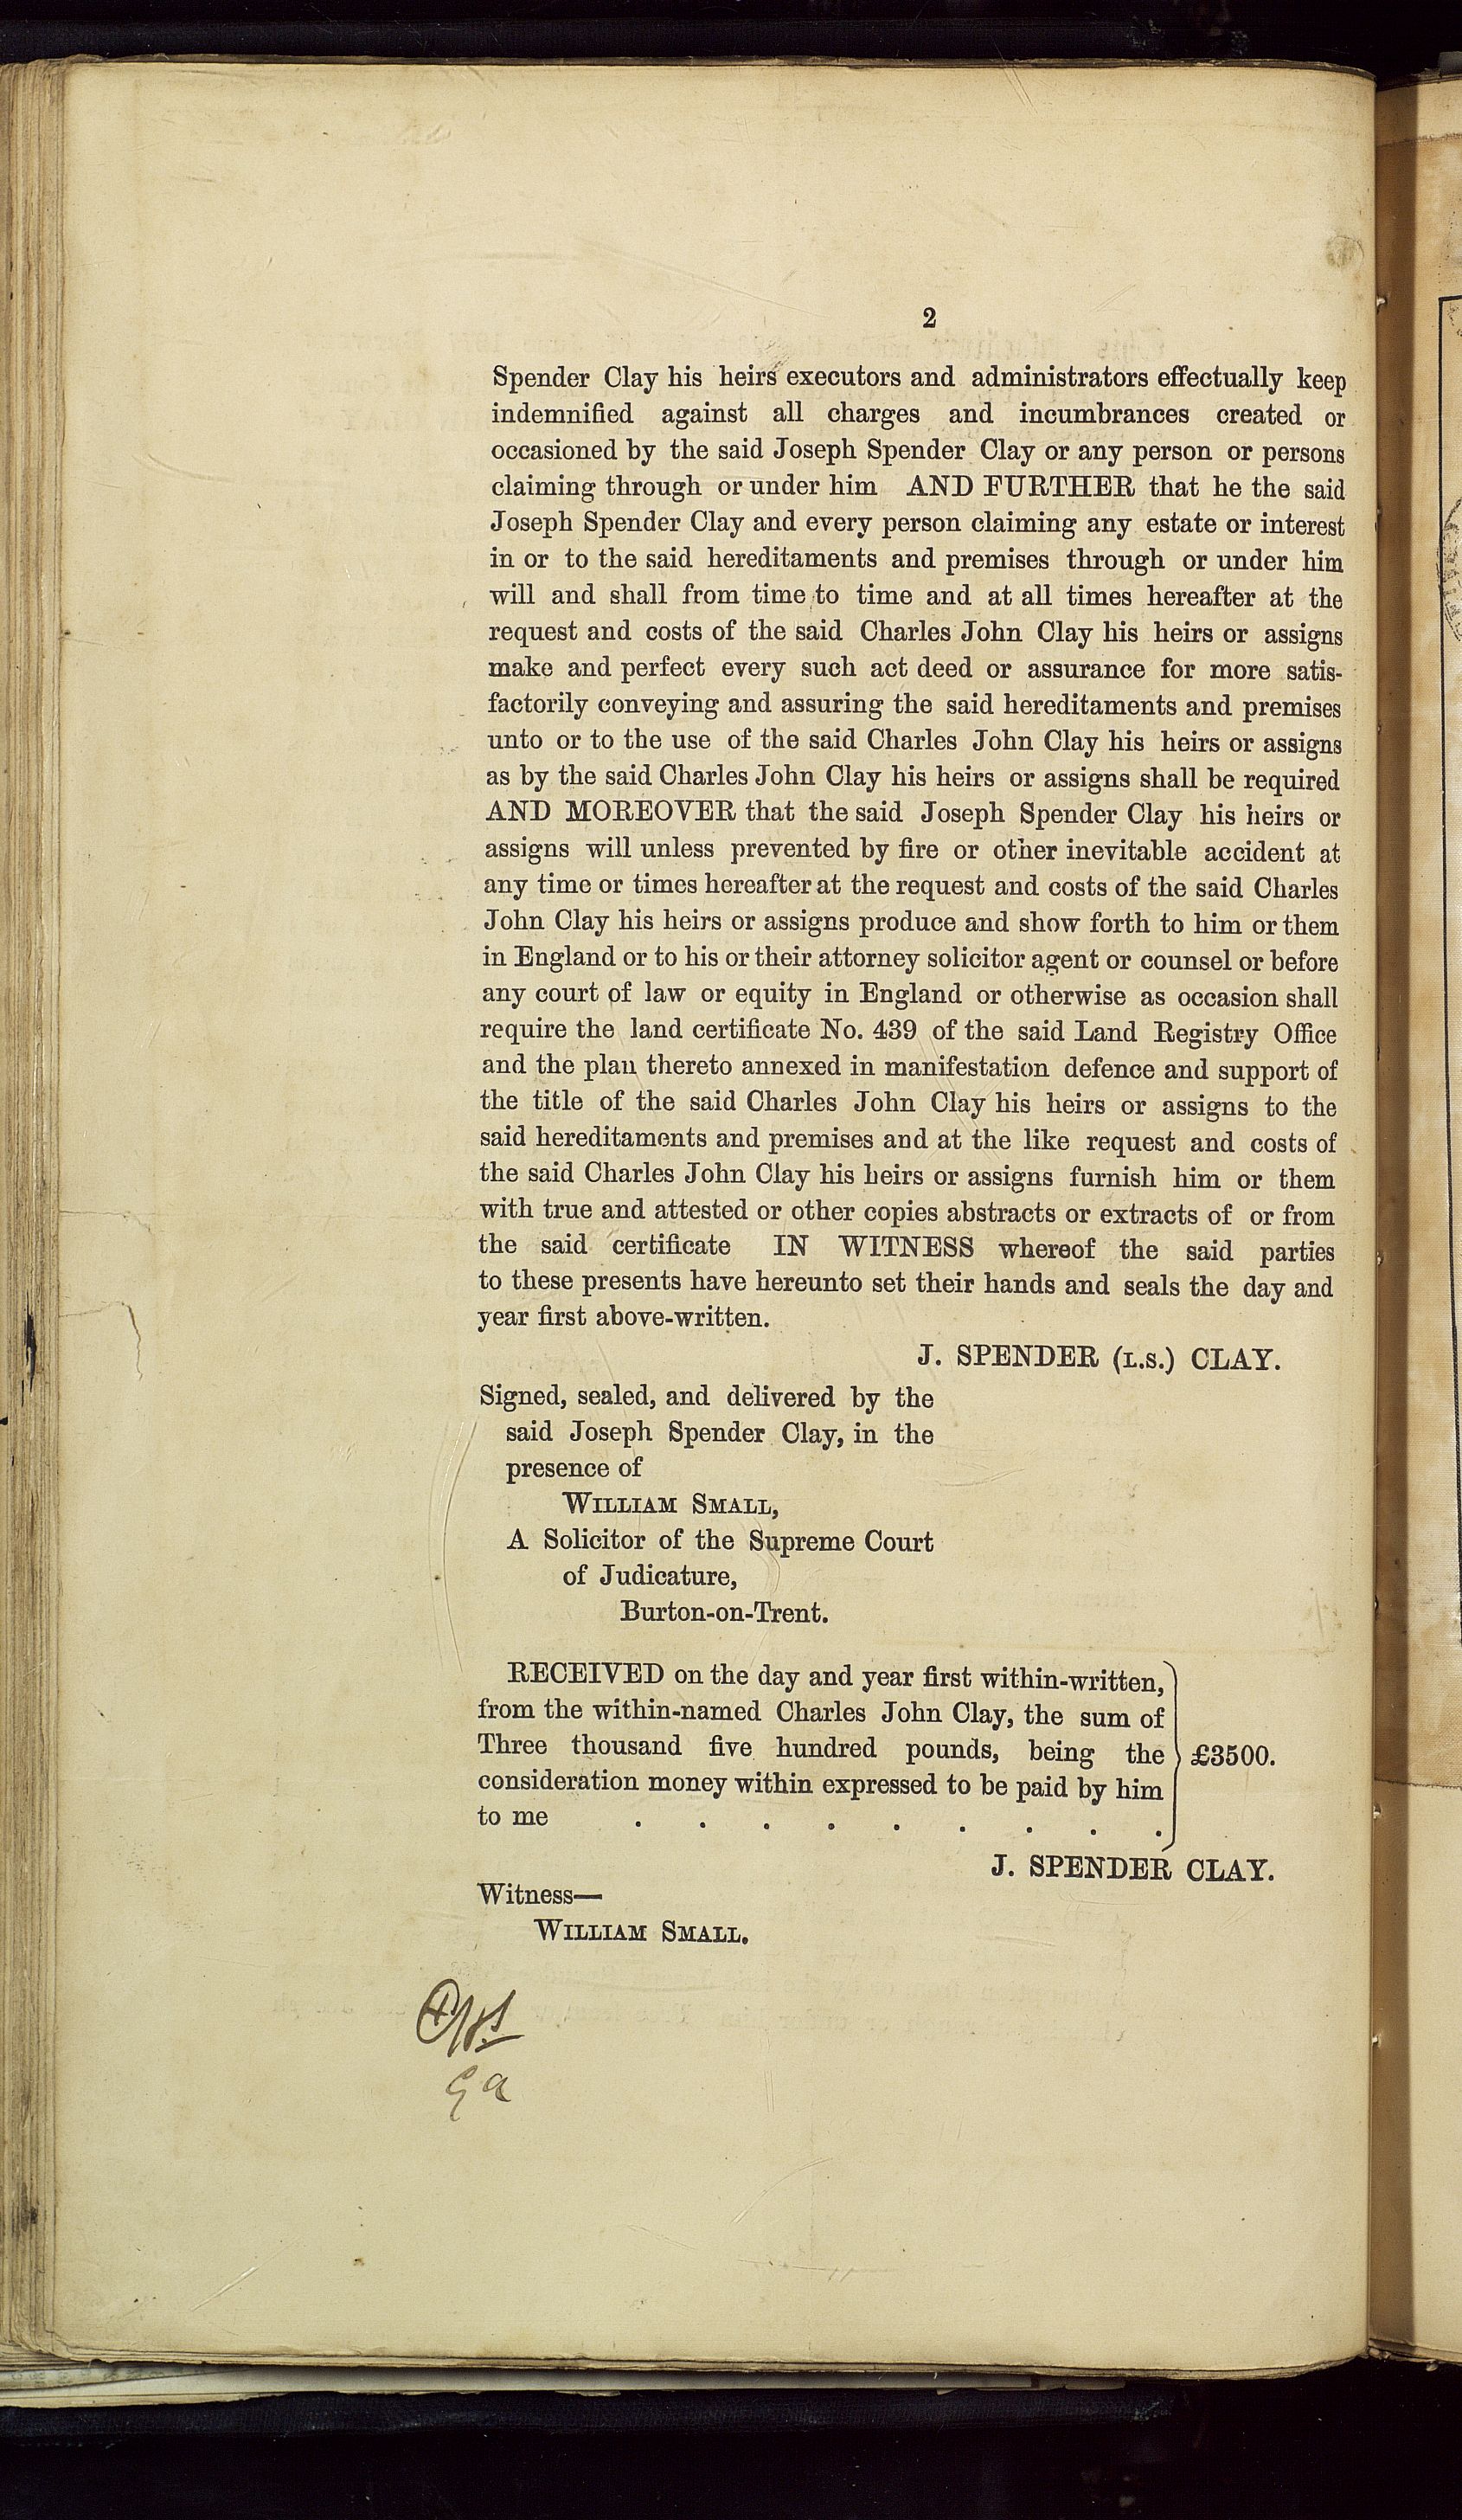 2
Spender Clay his heirs executors and administrators effectually keep
indemnified against all charges and incumbrances created or
occasioned by the said Joseph Spender Clay or any person or persons
claiming through or under him AND FURTHER that he the said
Joseph Spender Clay and every person claiming any estate or interest
in or to the said hereditaments and premises through or under him
will and shall from time to time and at all times hereafter at the
request and costs of the said Charles John Clay his heirs or assigns
make and perfect every such act deed or assurance for more satis-
factorily conveying and assuring the said hereditaments and premises
unto or to the use of the said Charles John Clay his heirs or assigns
as by the said Charles John Clay his heirs or assigns shall be required
AND MOREOVER that the said Joseph Spender Clay his heirs or
assigns will unless prevented by fire or other inevitable accident at
any time or times hereafter at the request and costs of the said Charles
John Clay his heirs or assigns produce and show forth to him or them
in England or to his or their attorney solicitor agent or counsel or before
any court of law or equity in England or otherwise as occasion shall
require the land certificate No. 439 of the said Land Registry Office
and the plan thereto annexed in manifestation defence and support of
the title of the said Charles John Clay his heirs or assigns to the
said hereditaments and premises and at the like request and costs of
the said Charles John Clay his heirs or assigns furnish him or them
with true and attested or other copies abstracts or extracts of or from
the said certificate IN WITNESS whereof the said parties
to these presents have hereunto set their hands and seals the day and
year first above-written.
J. SPENDER (L.S.) CLAY.
Signed, sealed, and delivered by the
said Joseph Spender Clay, in the
presence of
WILLIAM SMALL,
A Solicitor of the Supreme Court
of Judicature,
Burton-on-Trent.
RECEIVED on the day and year first within-written,
from the within-named Charles John Clay, the sum of
Three thousand five hundred pounds, being the £3500.
consideration money within expressed to be paid by him
to me . . . . . . . . .
J. SPENDER CLAY.
Witness—
WILLIAM SMALL.